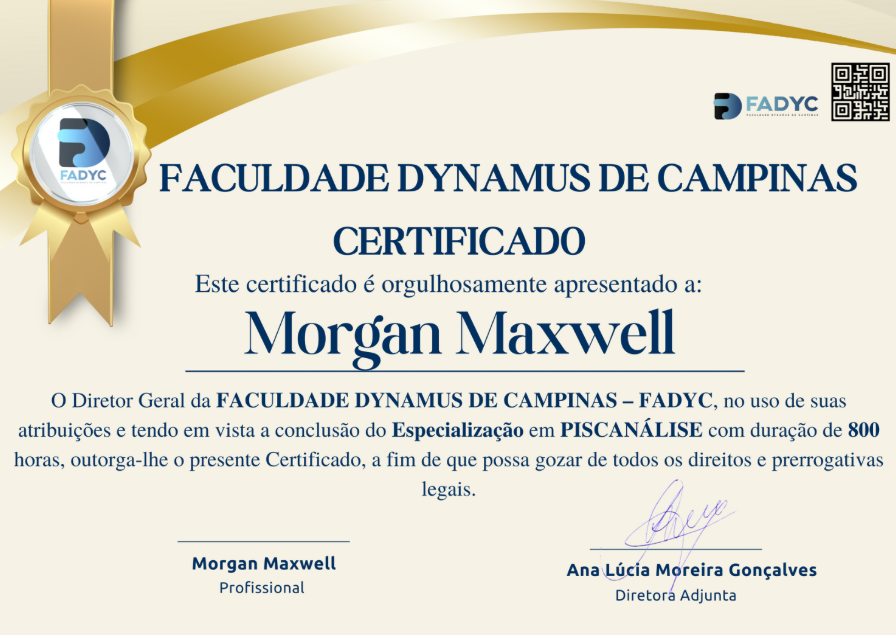 FADYC
FADYC
FACULDADE DYNAMUS DE CAMPINAS
FACULDADE DYNAMUS DE CAMPINAS
CERTIFICADO
Este certificado é orgulhosamente apresentado a:
Morgan Maxwell
O Diretor Geral da FACULDADE DYNAMUS DE CAMPINAS – FADYC, no uso de suas
atribuições e tendo em vista a conclusão do Especialização em PISCANÁLISE com duração de 800
horas, outorga-lhe o presente Certificado, a fim de que possa gozar de todos os direitos e prerrogativas
legais.
Morgan Maxwell
Profissional
Ana Lúcia Moreira Gonçalves
Diretora Adjunta